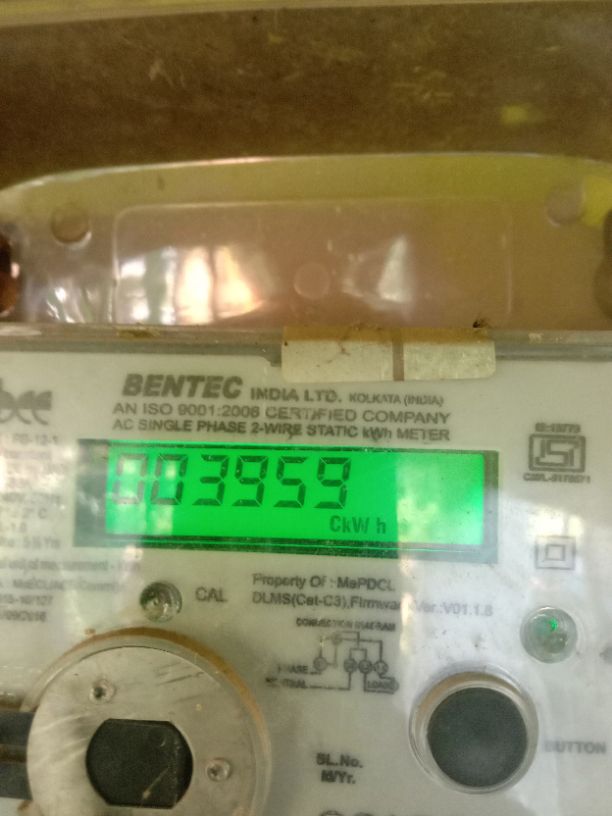 bee
BENTEC INDIA LTD. KOLKATA (INDIA)
AN ISO 9001:2008 CERTIFIED COMPANY
AC SINGLE PHASE 2-WIRE STATIC kWh METER
003959
CkW h
CAL
Property Of : MePDCL
DLMS(Cat-C3),Firmware Ver.:V01.1.8
CONNECTION DIAGRAM
PHASE
NEUTRAL
LOAD
BUTTON
SL.No.
M/Yr.